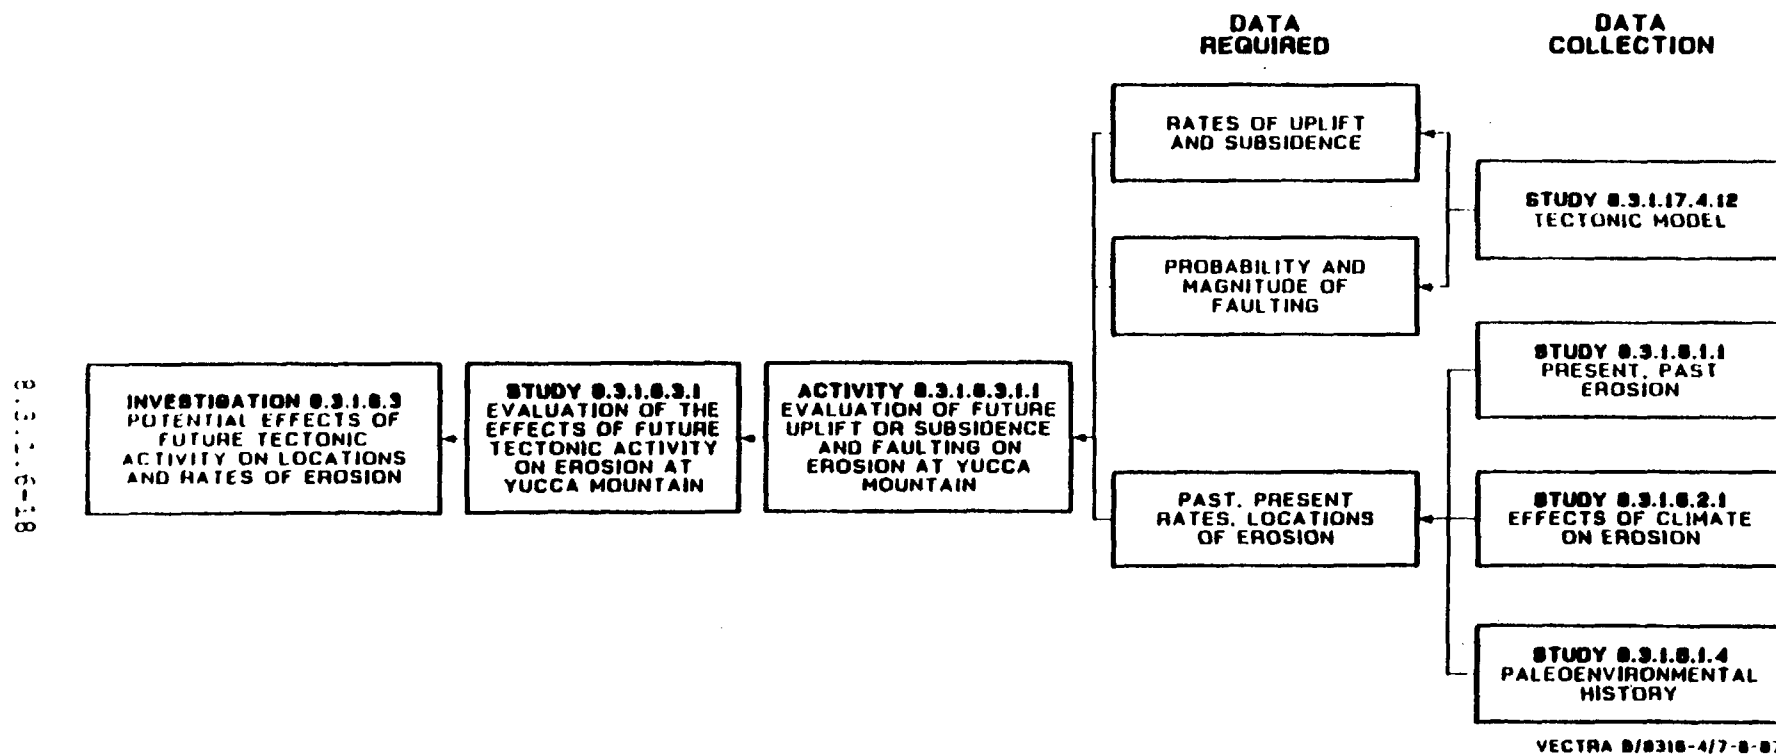 DATA
REQUIRED
DATA
COLLECTION
RATES OF UPLIFT
AND SUBSIDENCE
STUDY 8.3.1.17.4.12
TECTONIC MODEL
PROBABILITY AND
MAGNITUDE OF
FAULTING
STUDY 8.3.1.6.1.1
PRESENT, PAST
EROSION
INVESTIGATION 8.3.1.6.3
POTENTIAL EFFECTS OF
FUTURE TECTONIC
ACTIVITY ON LOCATIONS
AND RATES OF EROSION
STUDY 8.3.1.6.3.1
EVALUATION OF THE
EFFECTS OF FUTURE
TECTONIC ACTIVITY
ON EROSION AT
YUCCA MOUNTAIN
ACTIVITY 8.3.1.6.3.1.1
EVALUATION OF FUTURE
UPLIFT OR SUBSIDENCE
AND FAULTING ON
EROSION AT YUCCA
MOUNTAIN
PAST, PRESENT
RATES, LOCATIONS
OF EROSION
STUDY 8.3.1.6.2.1
EFFECTS OF CLIMATE
ON EROSION
STUDY 8.3.1.5.1.4
PALEOENVIRONMENTAL
HISTORY
8.3.1.6-18
VECTRA